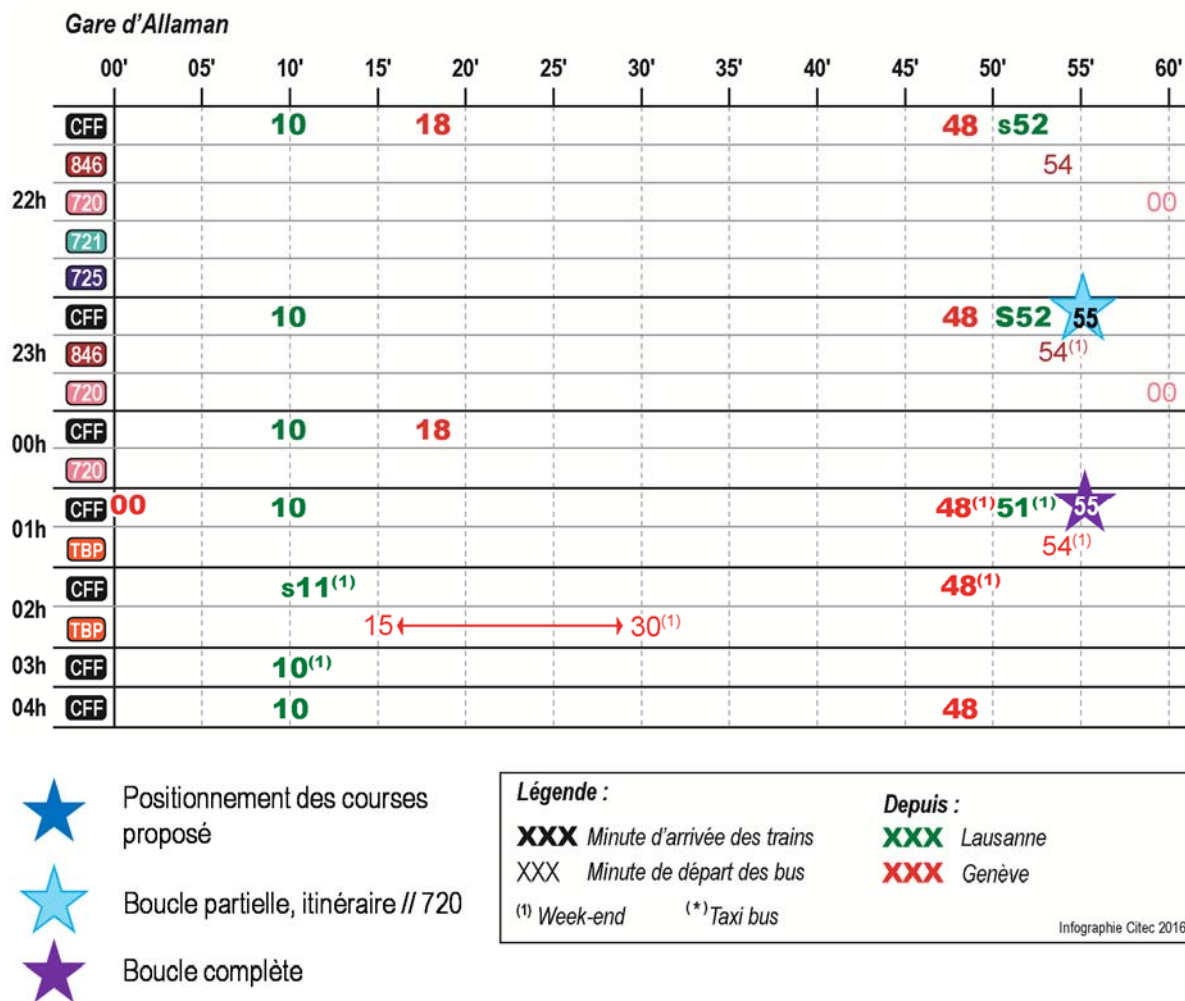 Gare d'Allaman
00' 05' 10' 15' 20' 25' 30' 35' 40' 45' 50' 55' 60'
CFF 10 18 48 s52
846 54
22h 720 00
721
725
CFF 10 48 S52 55
23h 846 54(1)
720 00
00h CFF 10 18
720
01h CFF 00 10 48(1) 51(1) 55
TBP 54(1)
02h CFF s11(1) 48(1)
TBP 15 30(1)
03h CFF 10(1)
04h CFF 10 48
Positionnement des courses
proposé
Boucle partielle, itinéraire // 720
Boucle complète
Légende :
XXX Minute d'arrivée des trains
XXX Minute de départ des bus
(1) Week-end (*) Taxi bus
Depuis :
XXX Lausanne
XXX Genève
Infographie Citec 2016